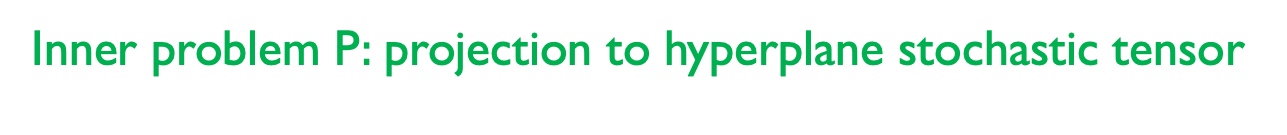 Inner problem P: projection to hyperplane stochastic tensor